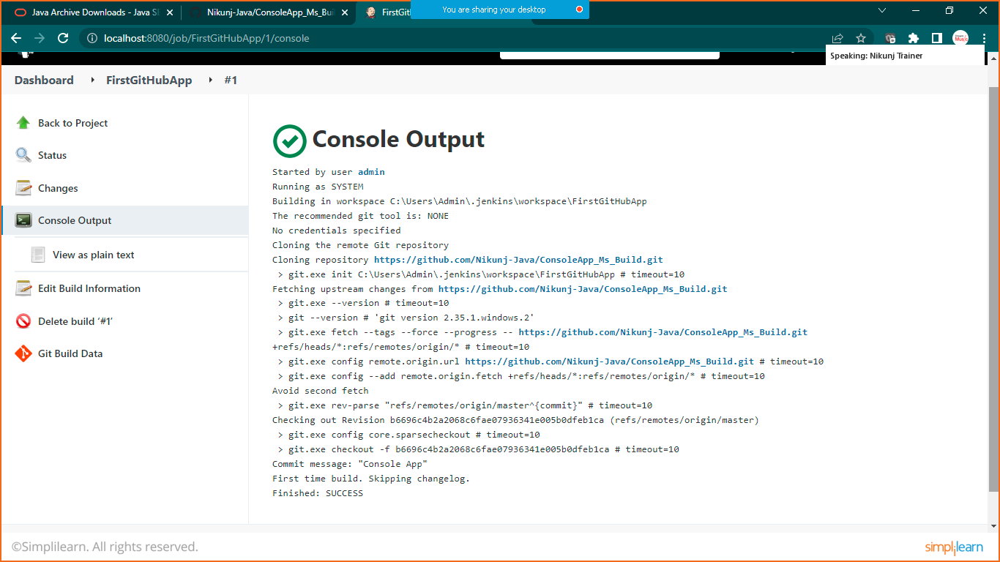 Java Archive Downloads - Java SE
Nikunj-Java/ConsoleApp_Ms_Buil
FirstGitH
You are sharing your desktop
localhost:8080/job/FirstGitHubApp/1/console
Speaking: Nikunj Trainer
Dashboard FirstGitHubApp #1
Back to Project
Status
Changes
Console Output
View as plain text
Edit Build Information
Delete build ‘#1’
Git Build Data
Console Output
Started by user admin
Running as SYSTEM
Building in workspace C:\Users\Admin\.jenkins\workspace\FirstGitHubApp
The recommended git tool is: NONE
No credentials specified
Cloning the remote Git repository
Cloning repository https://github.com/Nikunj-Java/ConsoleApp_Ms_Build.git
> git.exe init C:\Users\Admin\.jenkins\workspace\FirstGitHubApp # timeout=10
Fetching upstream changes from https://github.com/Nikunj-Java/ConsoleApp_Ms_Build.git
> git.exe --version # timeout=10
> git --version # 'git version 2.35.1.windows.2'
> git.exe fetch --tags --force --progress -- https://github.com/Nikunj-Java/ConsoleApp_Ms_Build.git
+refs/heads/*:refs/remotes/origin/* # timeout=10
> git.exe config remote.origin.url https://github.com/Nikunj-Java/ConsoleApp_Ms_Build.git # timeout=10
> git.exe config --add remote.origin.fetch +refs/heads/*:refs/remotes/origin/* # timeout=10
Avoid second fetch
> git.exe rev-parse "refs/remotes/origin/master^{commit}" # timeout=10
Checking out Revision b6696c4b2a2068c6fae07936341e005b0dfeb1ca (refs/remotes/origin/master)
> git.exe config core.sparsecheckout # timeout=10
> git.exe checkout -f b6696c4b2a2068c6fae07936341e005b0dfeb1ca # timeout=10
Commit message: "Console App"
First time build. Skipping changelog.
Finished: SUCCESS
©Simplilearn. All rights reserved.
simplilearn